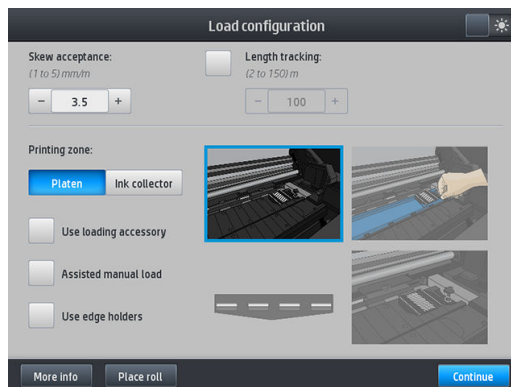 Load configuration
Skew acceptance:
(1 to 5) mm/m
− 3.5 +
Length tracking:
(2 to 150) m
− 100 +
Printing zone:
Platen
Ink collector
Use loading accessory
Assisted manual load
Use edge holders
More info
Place roll
Continue